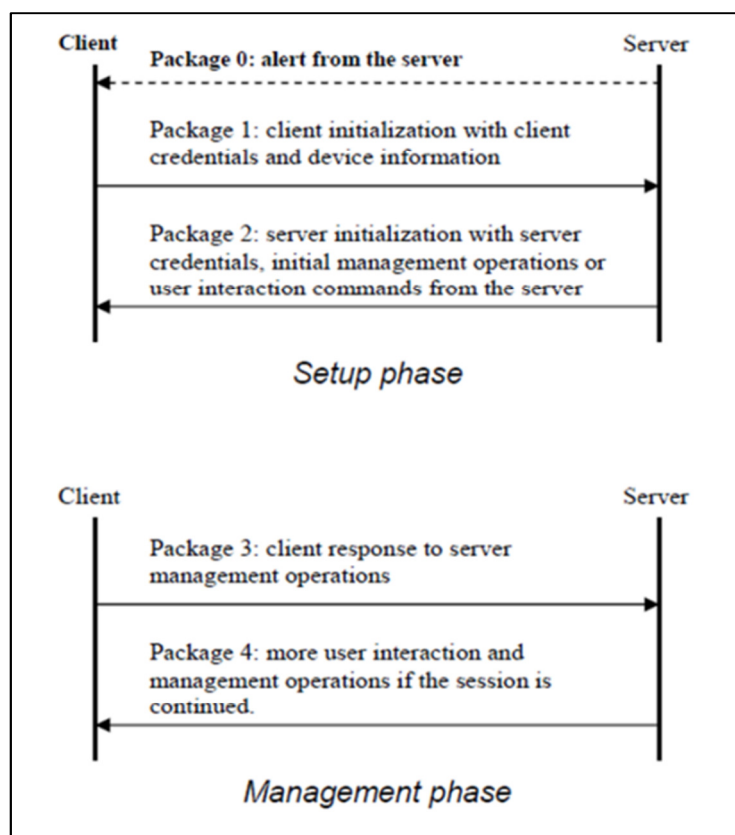 Client
Server
Package 0: alert from the server
Package 1: client initialization with client
credentials and device information
Package 2: server initialization with server
credentials, initial management operations or
user interaction commands from the server
Setup phase
Client
Server
Package 3: client response to server
management operations
Package 4: more user interaction and
management operations if the session is
continued.
Management phase